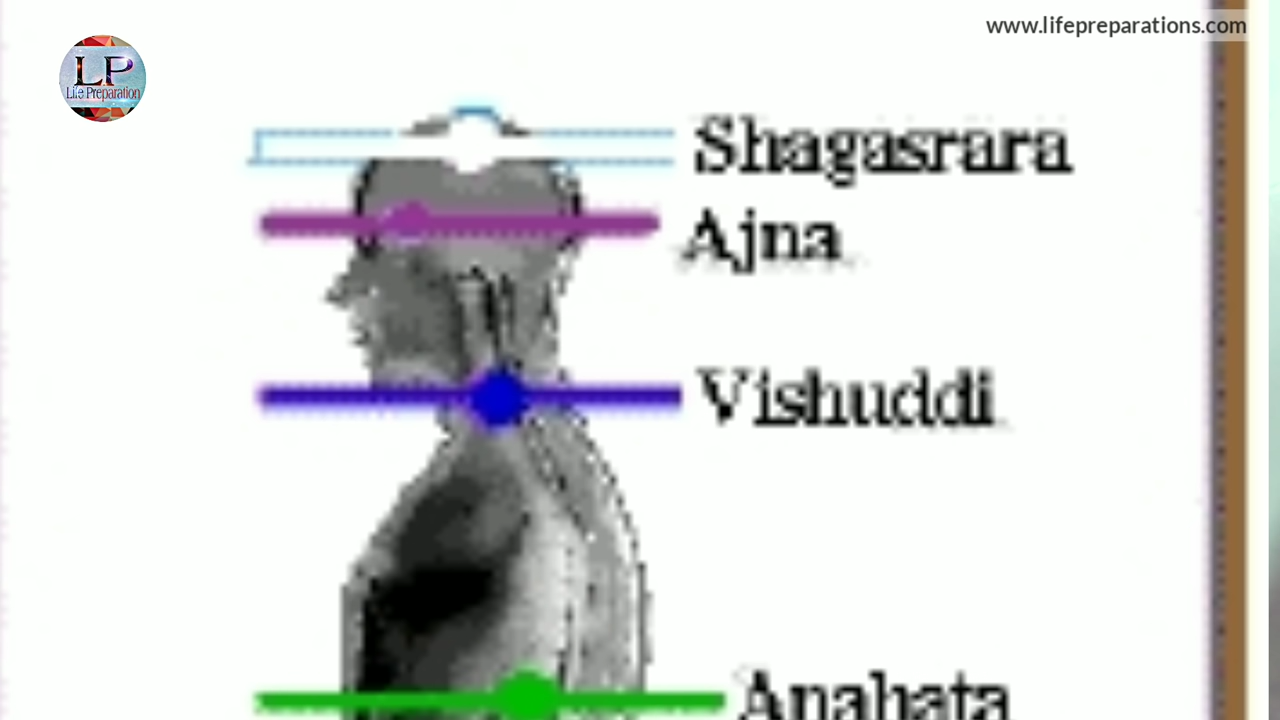 www.lifepreparations.com
LP
Life Preparation
Shagasrara
Ajna
Vishuddi
Anahata